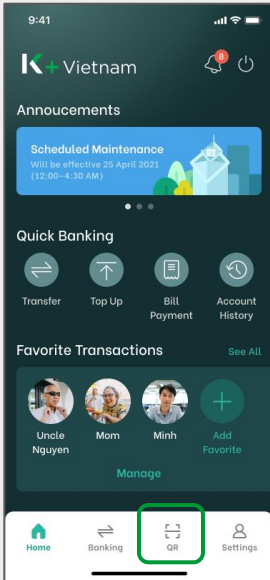 9:41
K+ Vietnam
8
Annoucements
Scheduled Maintenance
Will be effective 25 April 2021
(12:00-4:30 AM)
Quick Banking
Transfer
Top Up
Bill
Payment
Account
History
Favorite Transactions
See All
Uncle
Nguyen
Mom
Minh
Add
Favorite
Manage
Home
Banking
QR
Settings